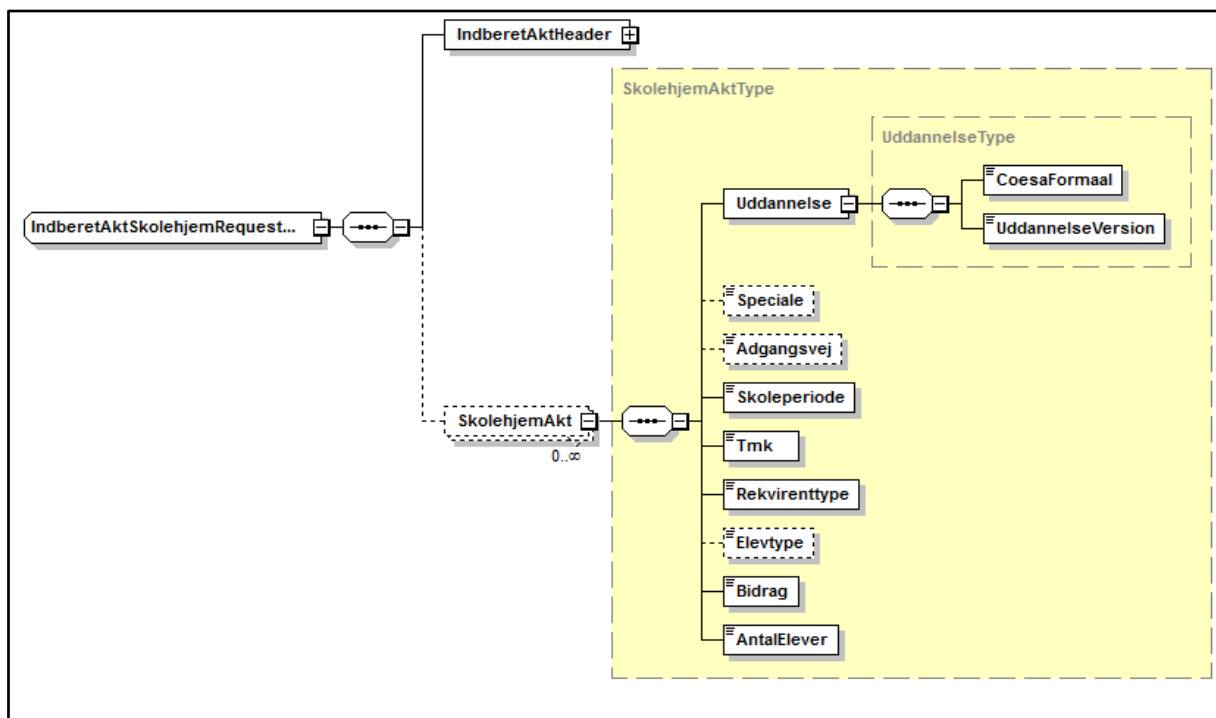 IndberetAktHeader
SkolehjemAktType
UddannelseType
CoesaFormaal
Uddannelse
IndberetAktSkolehjemRequest...
UddannelseVersion
Speciale
Adgangsvej
Skoleperiode
SkolehjemAkt
0..∞
Tmk
Rekvirenttype
Elevtype
Bidrag
AntalElever